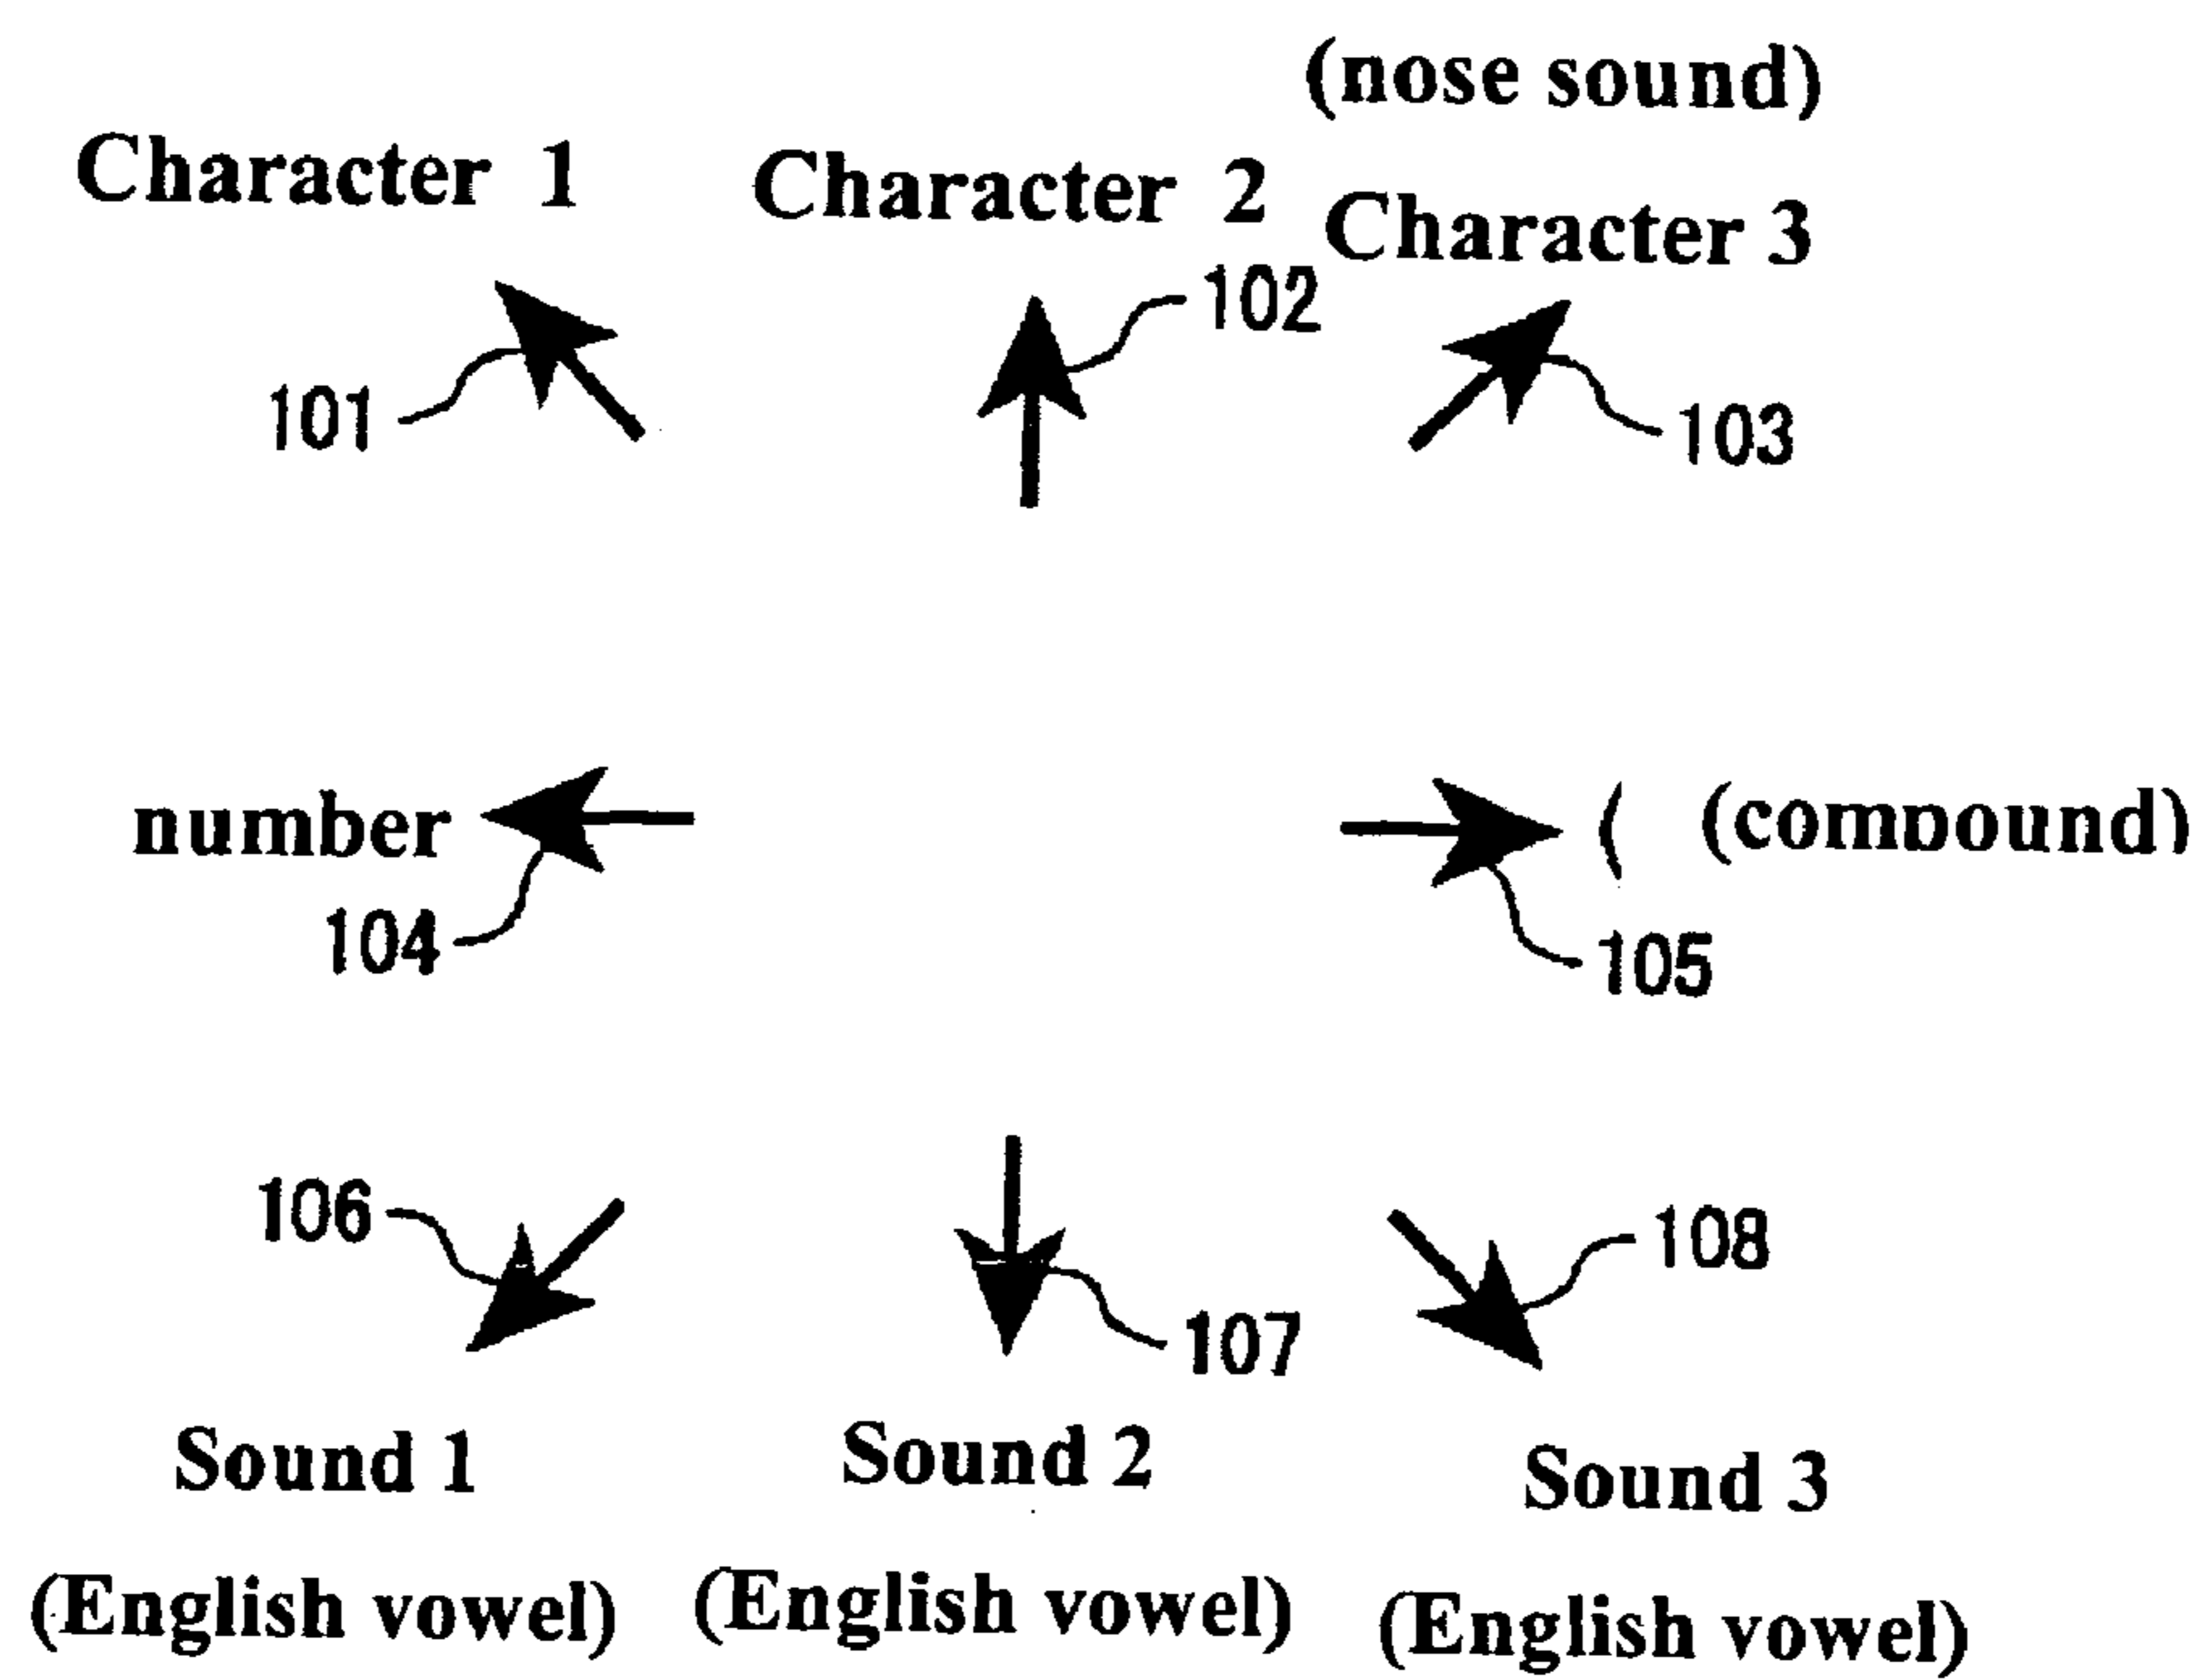 (nose sound)
Character 1
Character 2
Character 3
102
101
103
number
( (compound)
104
105
106
108
107
Sound 1
Sound 2
Sound 3
(English vowel)
(English vowel)
(English vowel)